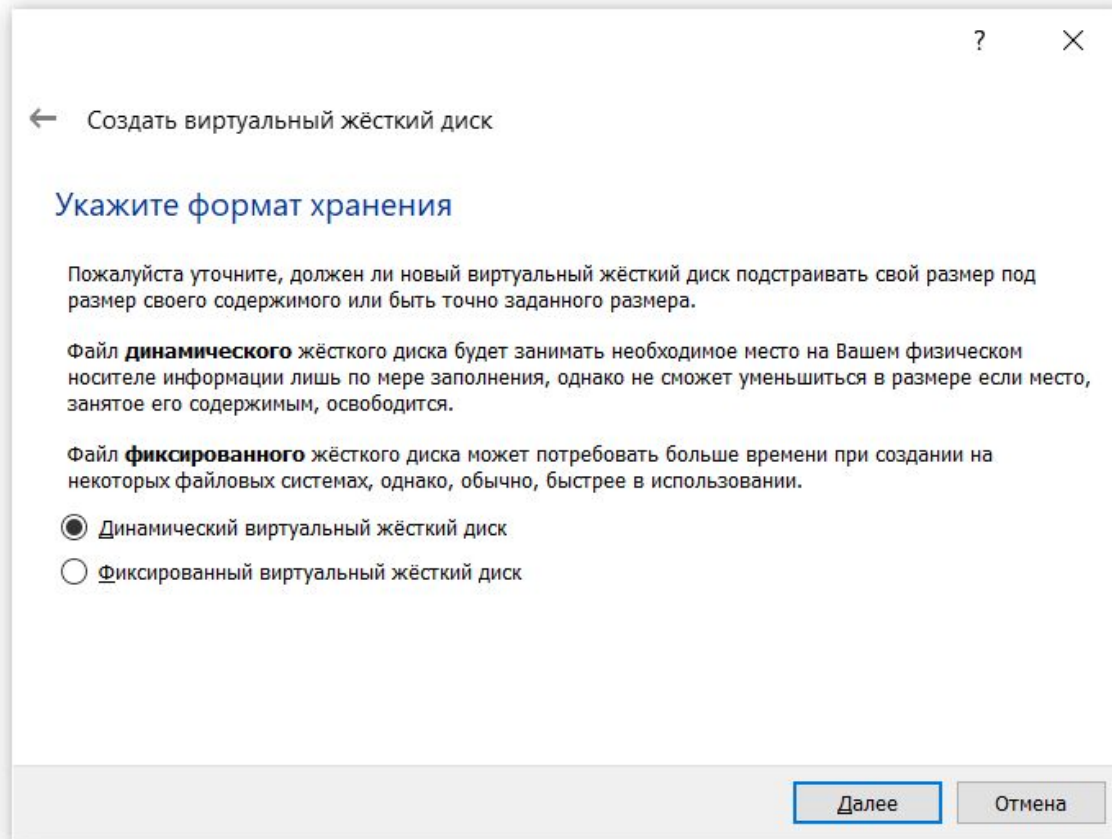 ?
Создать виртуальный жёсткий диск
Укажите формат хранения
Пожалуйста уточните, должен ли новый виртуальный жёсткий диск подстраивать свой размер под
размер своего содержимого или быть точно заданного размера.
Файл динамического жёсткого диска будет занимать необходимое место на Вашем физическом
носителе информации лишь по мере заполнения, однако не сможет уменьшиться в размере если место,
занятое его содержимым, освободится.
Файл фиксированного жёсткого диска может потребовать больше времени при создании на
некоторых файловых системах, однако, обычно, быстрее в использовании.
Динамический виртуальный жёсткий диск
Фиксированный виртуальный жёсткий диск
Далее Отмена